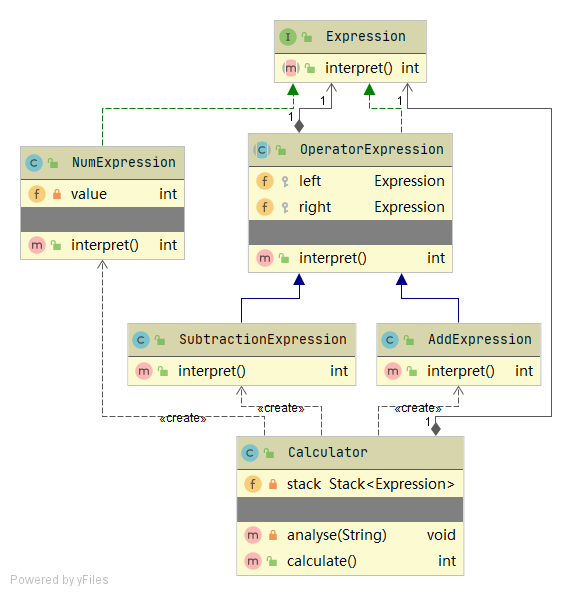 I Expression
m interpret() int
1
1
1
C NumExpression
f value int
m interpret() int
C OperatorExpression
f left Expression
f right Expression
m interpret() int
C SubtractionExpression
m interpret() int
C AddExpression
m interpret() int
«create»
«create»
«create»
1
C Calculator
f stack Stack<Expression>
m analyse(String) void
m calculate() int
Powered by yFiles